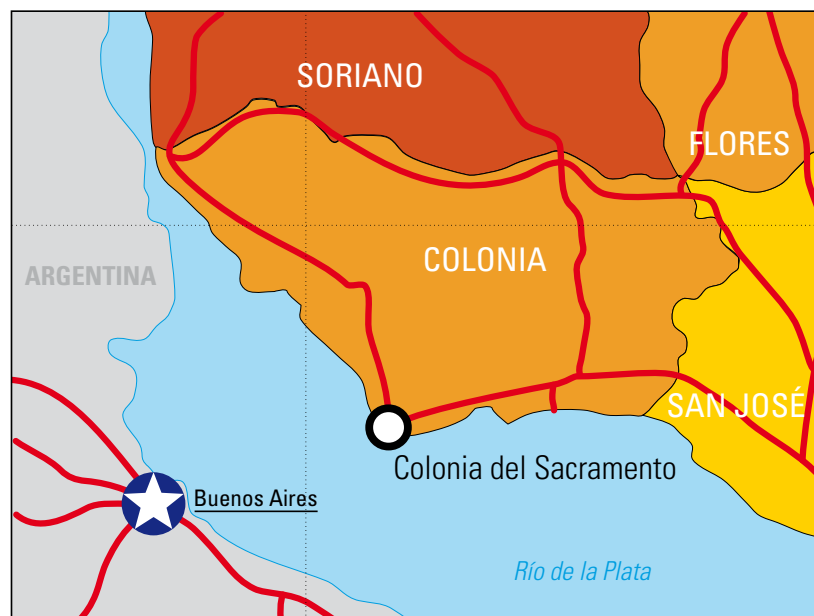 SORIANO
FLORES
COLONIA
ARGENTINA
SAN JOSÉ
Colonia del Sacramento
Buenos Aires
Río de la Plata